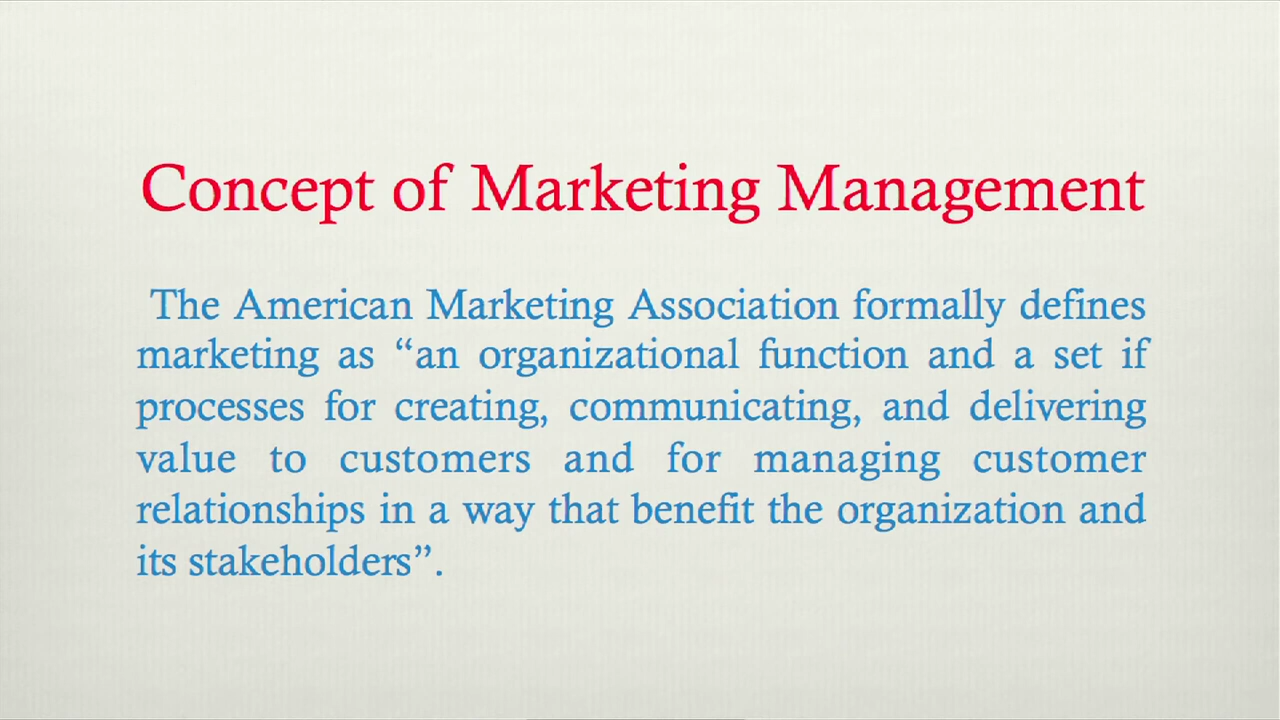 Concept of Marketing Management
The American Marketing Association formally defines
marketing as “an organizational function and a set if
processes for creating, communicating, and delivering
value to customers and for managing customer
relationships in a way that benefit the organization and
its stakeholders”.